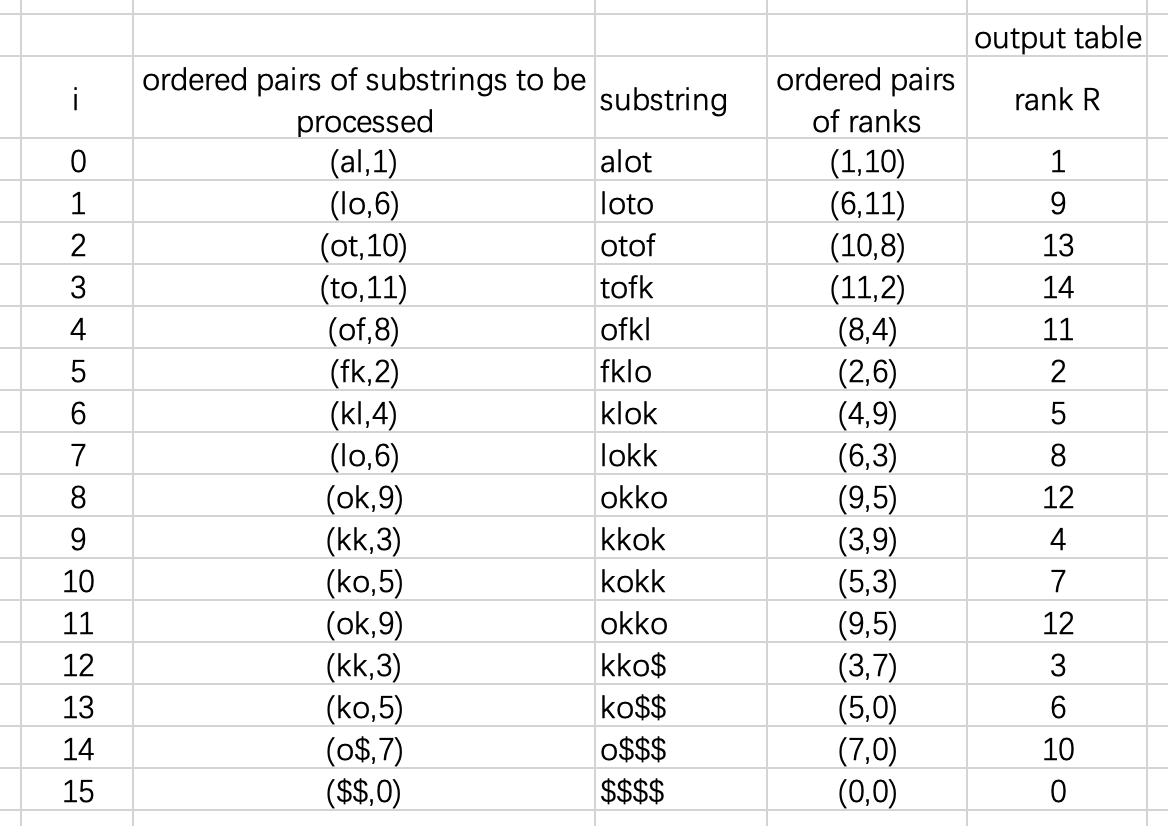 output table
i ordered pairs of substrings to be processed substring ordered pairs of ranks rank R
0 (al,1) alot (1,10) 1
1 (lo,6) loto (6,11) 9
2 (ot,10) otof (10,8) 13
3 (to,11) tofk (11,2) 14
4 (of,8) ofkl (8,4) 11
5 (fk,2) fklo (2,6) 2
6 (kl,4) klok (4,9) 5
7 (lo,6) lokk (6,3) 8
8 (ok,9) okko (9,5) 12
9 (kk,3) kkok (3,9) 4
10 (ko,5) kokk (5,3) 7
11 (ok,9) okko (9,5) 12
12 (kk,3) kko$ (3,7) 3
13 (ko,5) ko$$ (5,0) 6
14 (o$,7) o$$$ (7,0) 10
15 ($$,0) $$$$ (0,0) 0